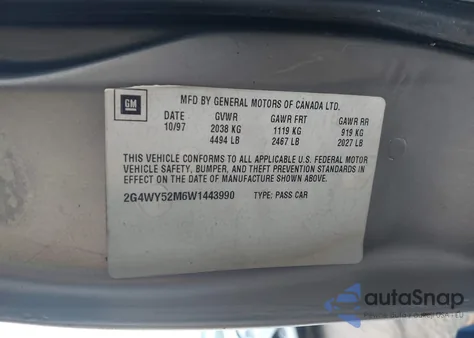 GM
MFD BY GENERAL MOTORS OF CANADA LTD.
DATE GVWR GAWR FRT GAWR RR
10/97 2038 KG 1119 KG 919 KG
4494 LB 2467 LB 2027 LB
THIS VEHICLE CONFORMS TO ALL APPLICABLE U.S. FEDERAL MOTOR
VEHICLE SAFETY, BUMPER, AND THEFT PREVENTION STANDARDS
IN EFFECT ON THE DATE OF MANUFACTURE SHOWN ABOVE.
2G4WY52M6W1443990 TYPE: PASS CAR
autoSnap